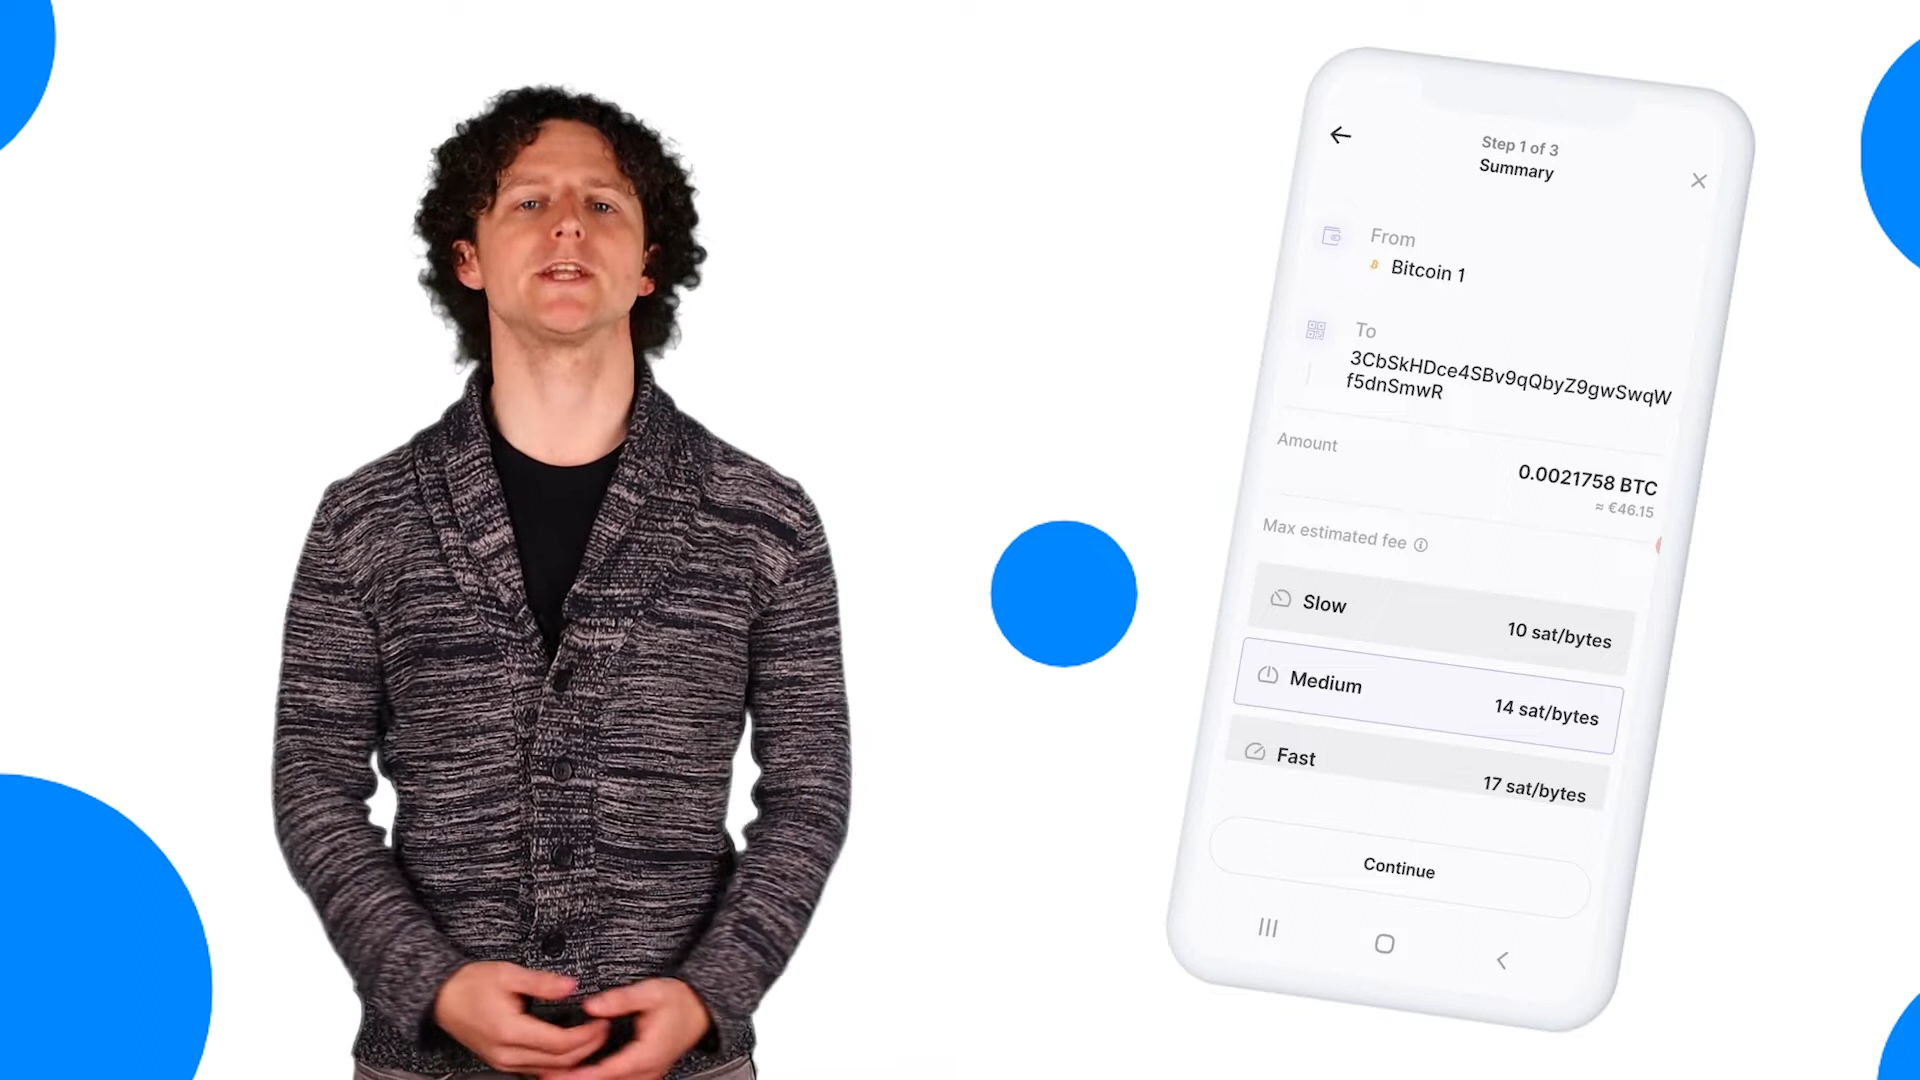 Step 1 of 3
Summary
From
Bitcoin 1
To
3CbSkHDce4SBv9qQbyZ9gwSwqW
f5dnSmwR
Amount
0.0021758 BTC
≈ €46.15
Max estimated fee
Slow
10 sat/bytes
Medium
14 sat/bytes
Fast
17 sat/bytes
Continue